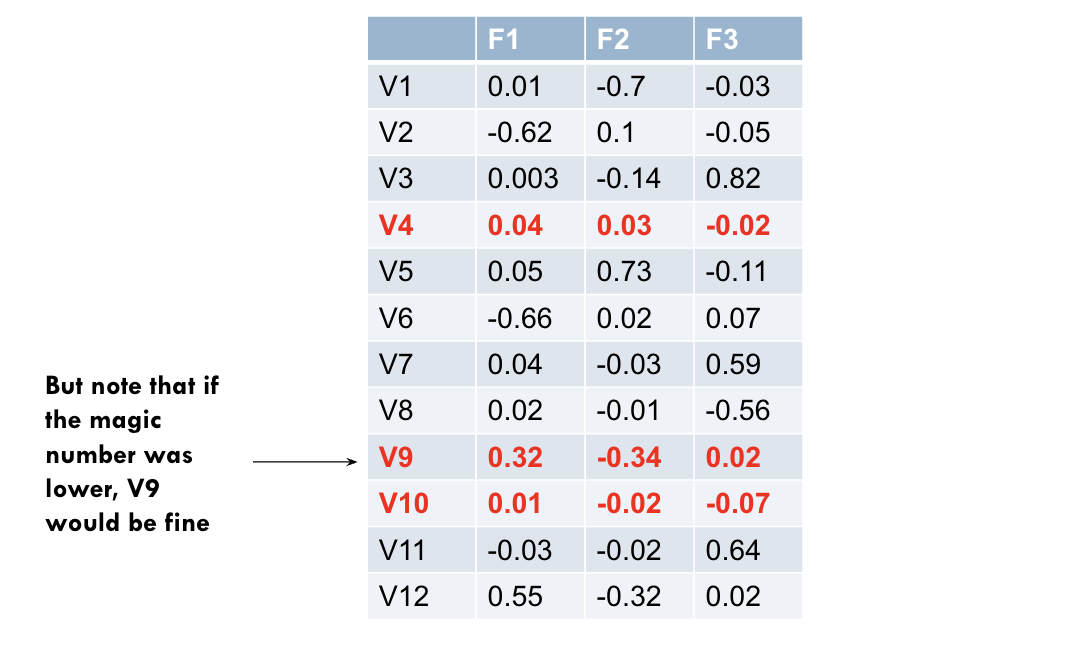 F1 F2 F3
V1 0.01 -0.7 -0.03
V2 -0.62 0.1 -0.05
V3 0.003 -0.14 0.82
V4 0.04 0.03 -0.02
V5 0.05 0.73 -0.11
V6 -0.66 0.02 0.07
V7 0.04 -0.03 0.59
V8 0.02 -0.01 -0.56
V9 0.32 -0.34 0.02
V10 0.01 -0.02 -0.07
V11 -0.03 -0.02 0.64
V12 0.55 -0.32 0.02
But note that if
the magic
number was
lower, V9
would be fine